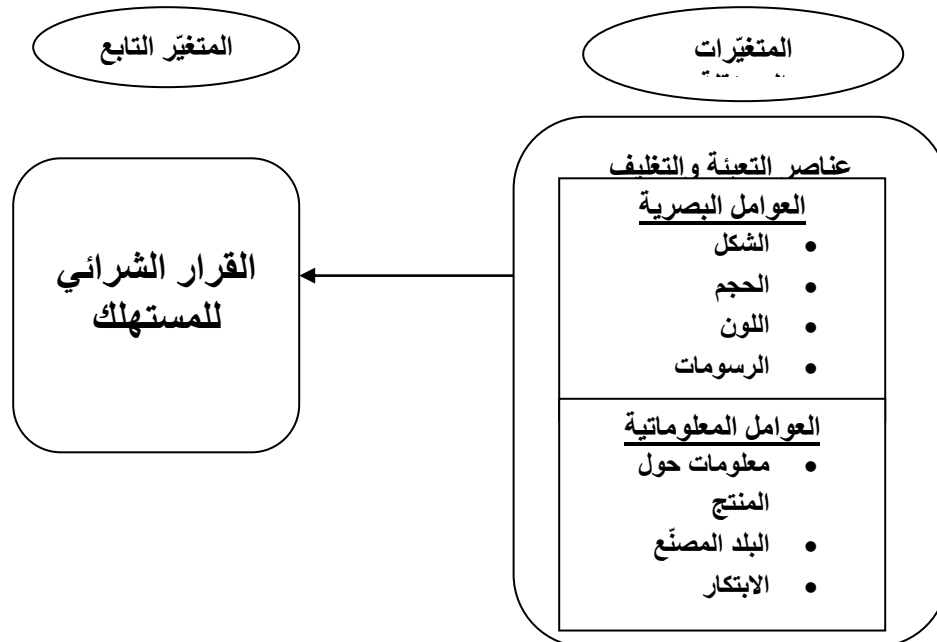 المتغيّرات
المتغيّر التابع
عناصر التعبئة والتغليف
العوامل البصرية
• الشكل
• الحجم
• اللون
• الرسومات
العوامل المعلوماتية
• معلومات حول
المنتج
• البلد المصنّع
• الابتكار
القرار الشرائي
للمستهلك